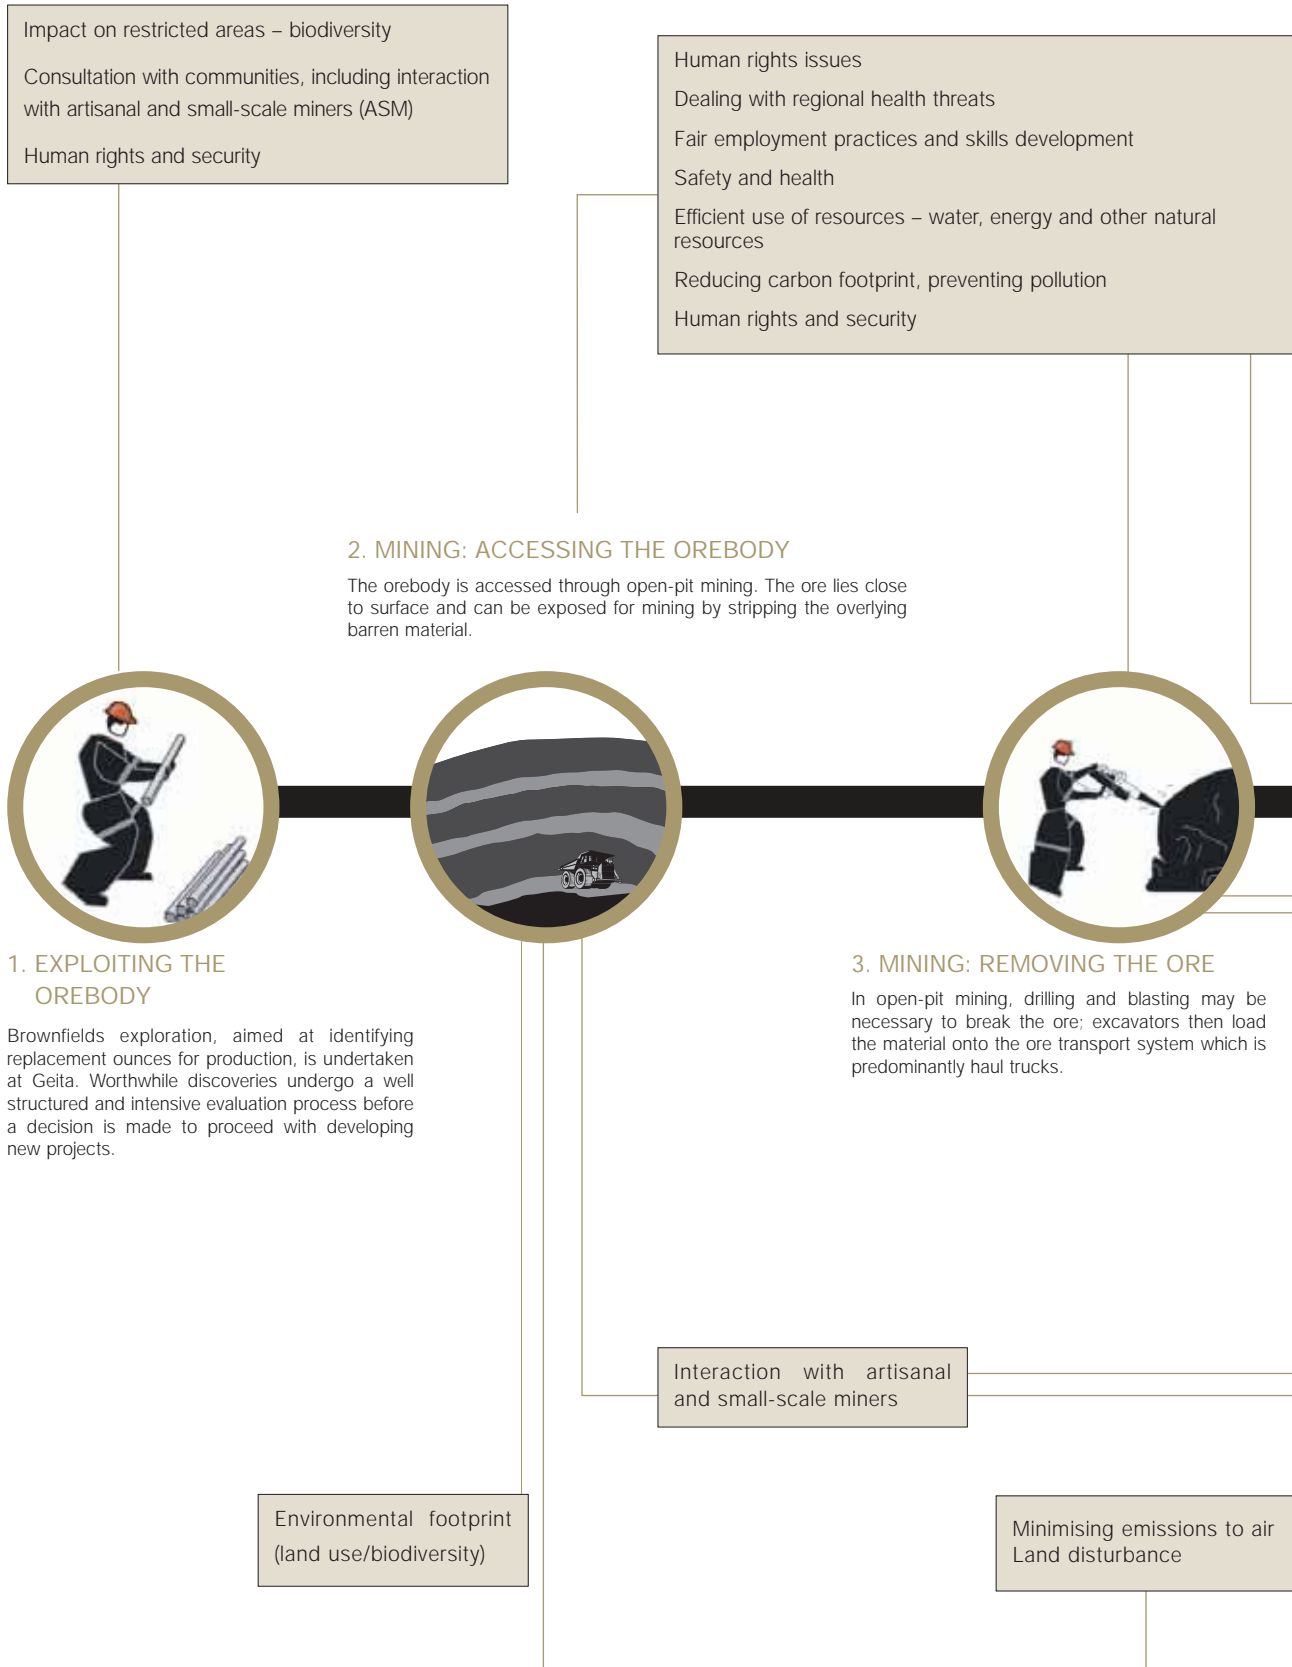 Impact on restricted areas – biodiversity
Consultation with communities, including interaction
with artisanal and small-scale miners (ASM)
Human rights and security
Human rights issues
Dealing with regional health threats
Fair employment practices and skills development
Safety and health
Efficient use of resources – water, energy and other natural
resources
Reducing carbon footprint, preventing pollution
Human rights and security
2. MINING: ACCESSING THE OREBODY
The orebody is accessed through open-pit mining. The ore lies close
to surface and can be exposed for mining by stripping the overlying
barren material.
1. EXPLOITING THE
OREBODY
Brownfields exploration, aimed at identifying
replacement ounces for production, is undertaken
at Geita. Worthwhile discoveries undergo a well
structured and intensive evaluation process before
a decision is made to proceed with developing
new projects.
3. MINING: REMOVING THE ORE
In open-pit mining, drilling and blasting may be
necessary to break the ore; excavators then load
the material onto the ore transport system which is
predominantly haul trucks.
Interaction with artisanal
and small-scale miners
Environmental footprint
(land use/biodiversity)
Minimising emissions to air
Land disturbance